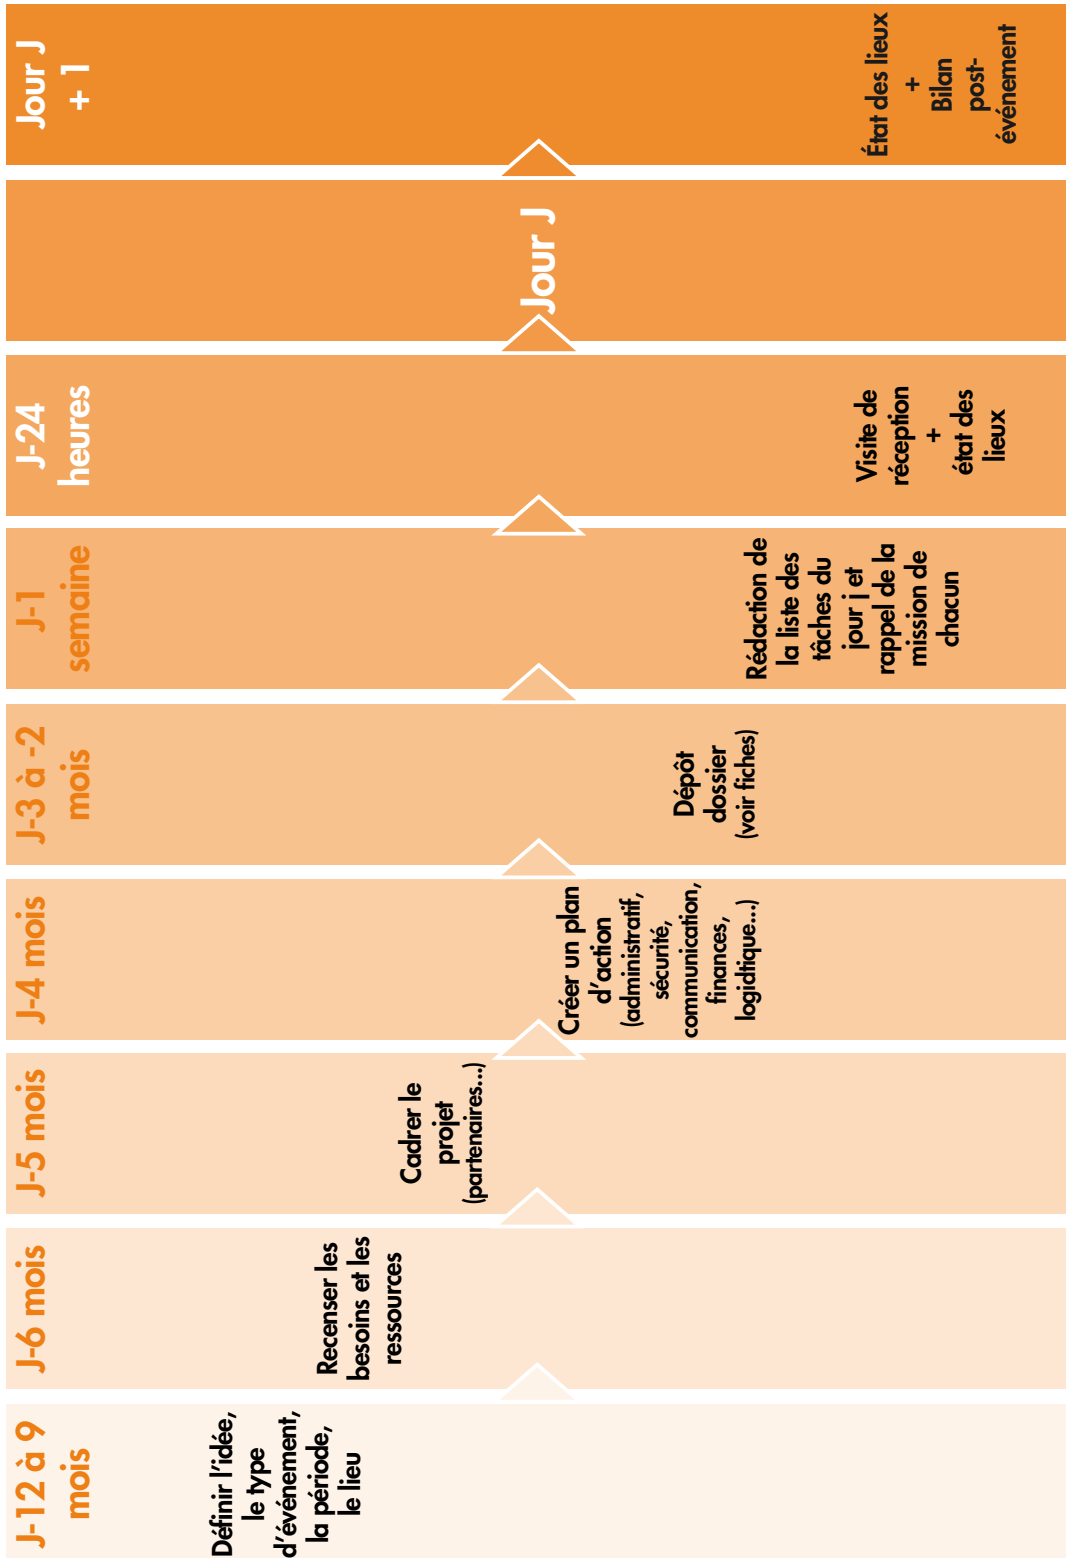 J-12 à 9
mois
Définir l'idée,
le type
d'événement,
la période,
le lieu
J-6 mois
Recenser les
besoins et les
ressources
J-5 mois
Cadrer le
projet
(partenaires...)
J-4 mois
Créer un plan
d'action
(administratif,
sécurité,
communication,
finances,
logidtique...)
J-3 à -2
mois
Dépôt
dossier
(voir fiches)
J-1
semaine
Rédaction de
la liste des
tâches du
jour j et
rappel de la
mission de
chacun
J-24
heures
Visite de
réception
+
état des
lieux
Jour J
Jour J
+ 1
État des lieux
+
Bilan
post-
événement